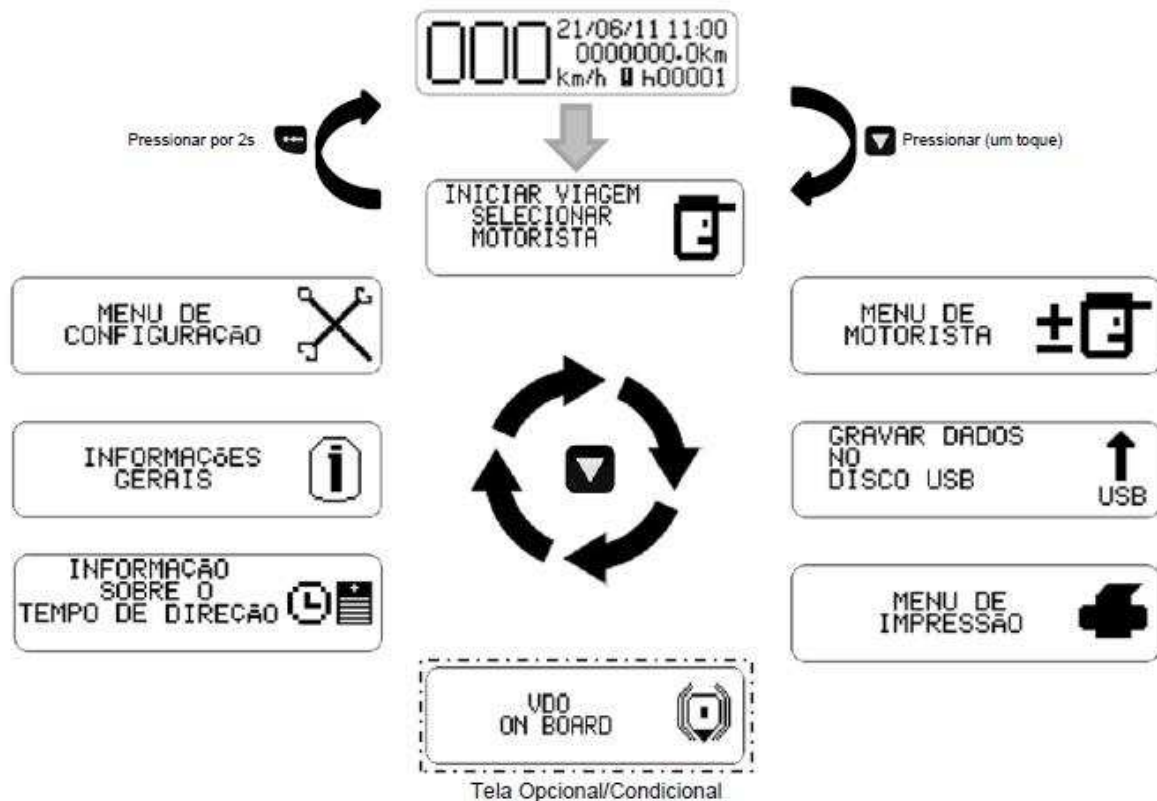 000
21/06/11 11:00
0000000.0km
km/h h00001
Pressionar por 2s
Pressionar (um toque)
INICIAR VIAGEM
SELECIONAR
MOTORISTA
MENU DE
CONFIGURAÇÃO
MENU DE
MOTORISTA
INFORMAÇÕES
GERAIS
GRAVAR DADOS
NO
DISCO USB
USB
INFORMAÇÃO
SOBRE O
TEMPO DE DIREÇÃO
MENU DE
IMPRESSÃO
VDO
ON BOARD
Tela Opcional/Condicional